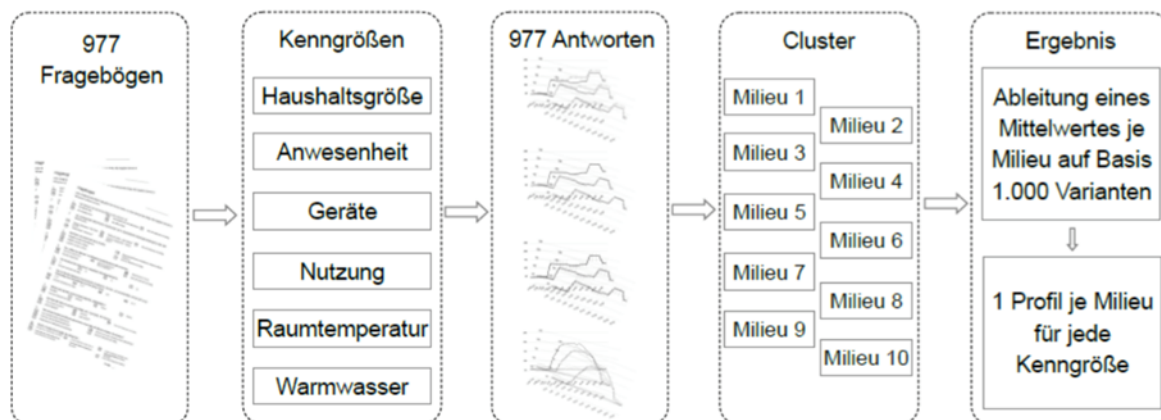 977
Fragebögen
Kenngrößen
Haushaltsgröße
Anwesenheit
Geräte
Nutzung
Raumtemperatur
Warmwasser
977 Antworten
Cluster
Milieu 1
Milieu 2
Milieu 3
Milieu 4
Milieu 5
Milieu 6
Milieu 7
Milieu 8
Milieu 9
Milieu 10
Ergebnis
Ableitung eines
Mittelwertes je
Milieu auf Basis
1.000 Varianten
1 Profil je Milieu
für jede
Kenngröße